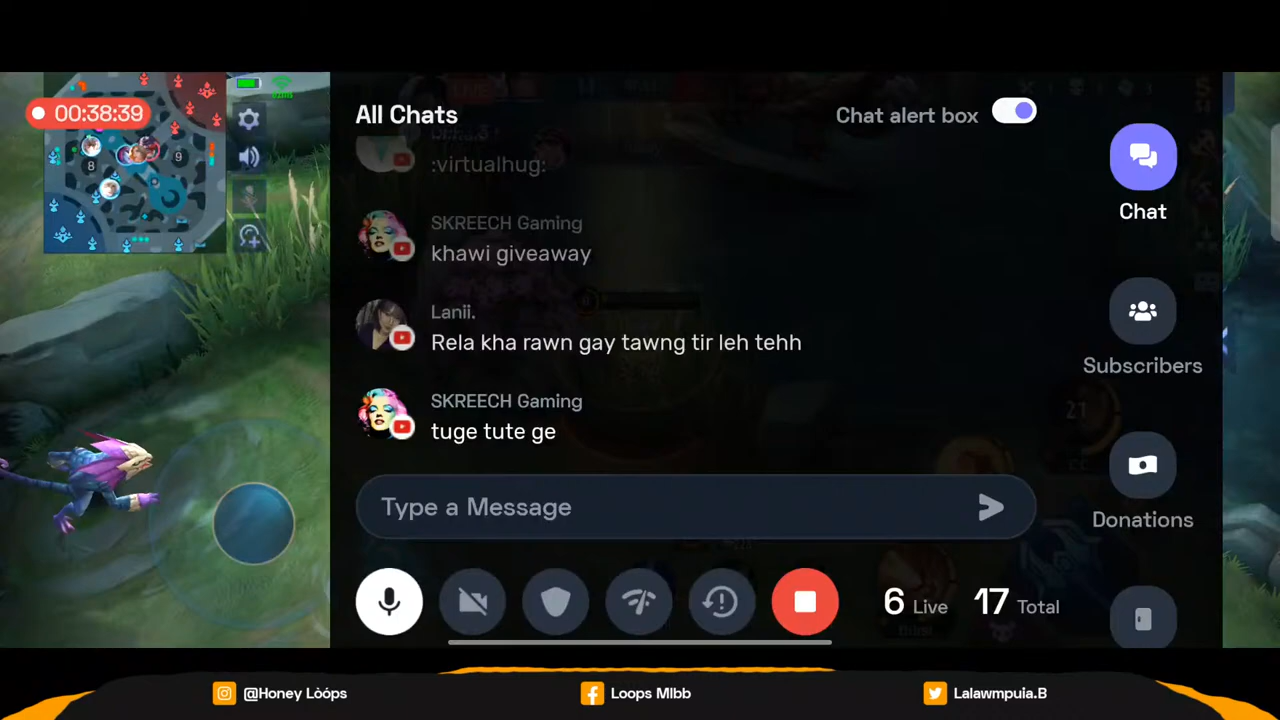 00:38:39
8
9
All Chats
Chat alert box
:virtualhug:
Chat
SKREECH Gaming
khawi giveaway
Lanii.
Rela kha rawn gay tawng tir leh tehh
Subscribers
SKREECH Gaming
tuge tute ge
Type a Message
Donations
6 Live 17 Total
@Honey Lòóps
Loops Mlbb
Lalawmpuia.B